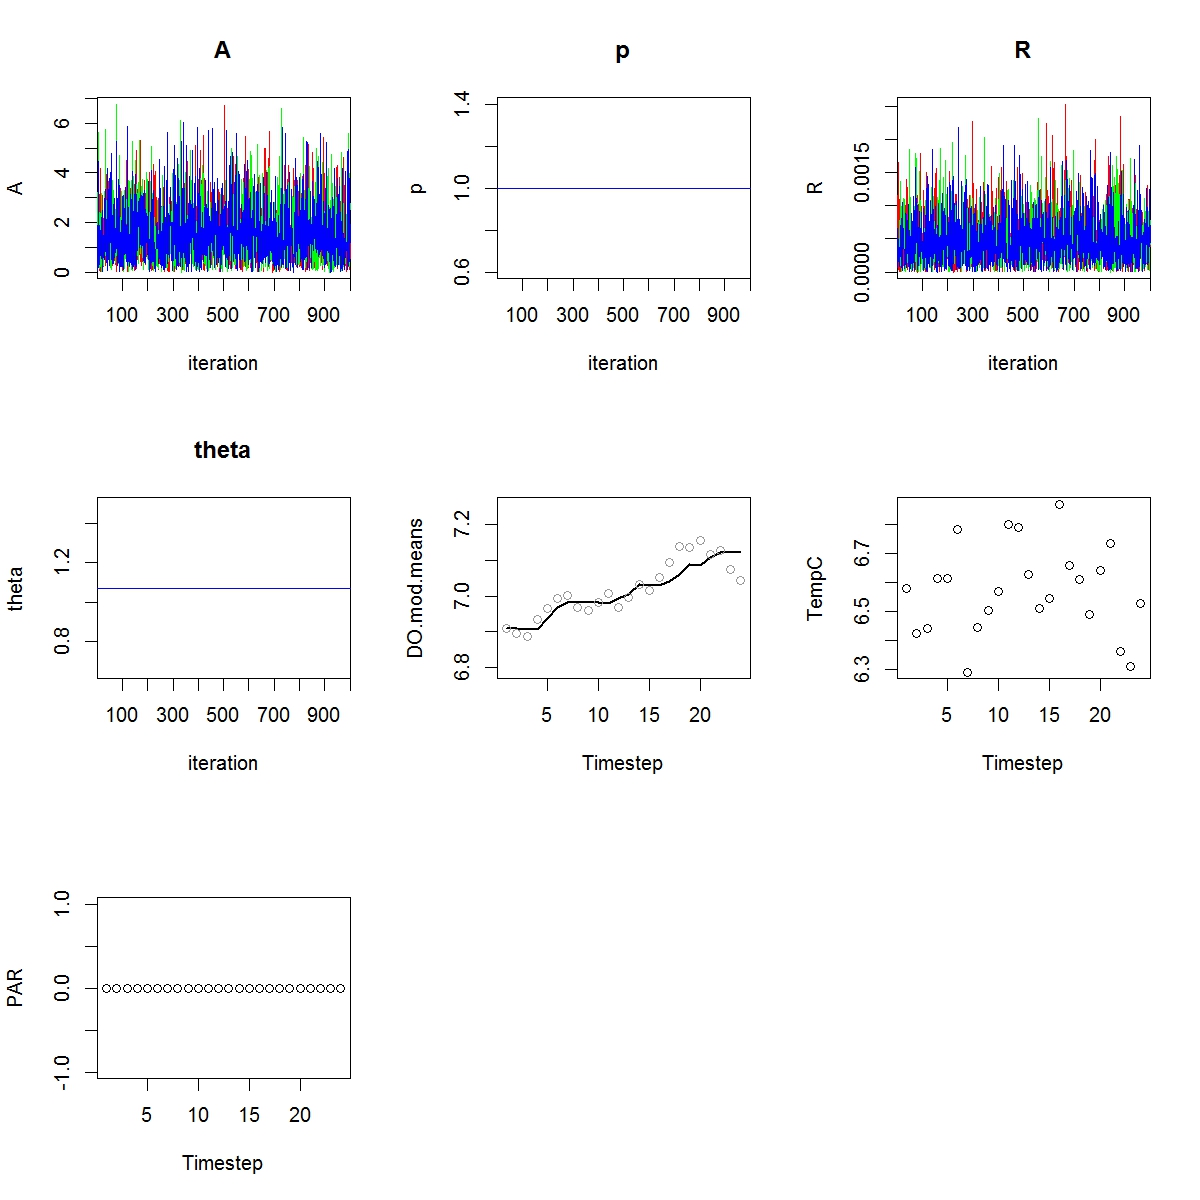 A
A
6
4
2
0
100 300 500 700 900
iteration
p
p
1.4
1.0
0.6
100 300 500 700 900
iteration
R
R
0.0015
0.0000
100 300 500 700 900
iteration
theta
theta
1.2
0.8
100 300 500 700 900
iteration
DO.mod.means
7.2
7.0
6.8
5 10 15 20
Timestep
TempC
6.7
6.5
6.3
5 10 15 20
Timestep
PAR
1.0
0.0
-1.0
5 10 15 20
Timestep